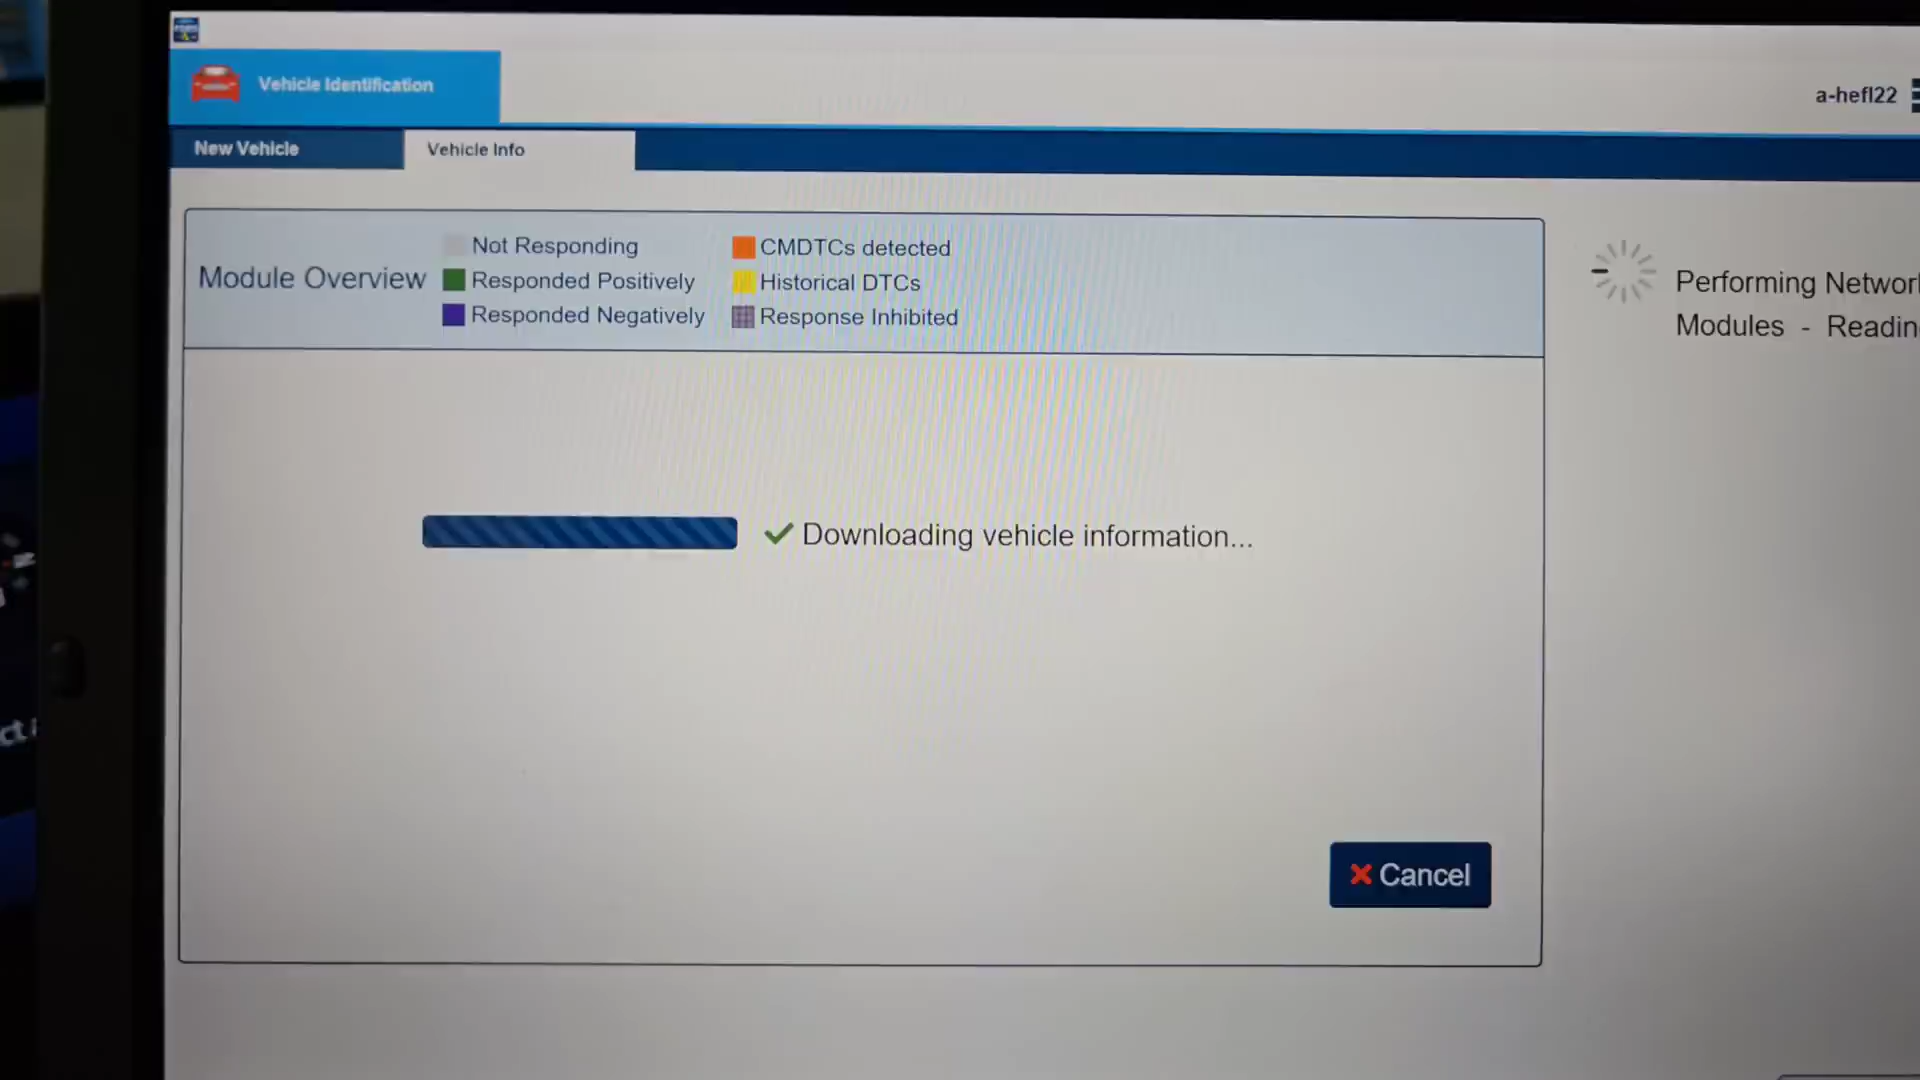 Vehicle Identification
a-hefl22
New Vehicle
Vehicle Info
Module Overview
Not Responding
CMDTCs detected
Responded Positively
Historical DTCs
Responded Negatively
Response Inhibited
Performing Networ
Modules - Readin
Downloading vehicle information...
Cancel